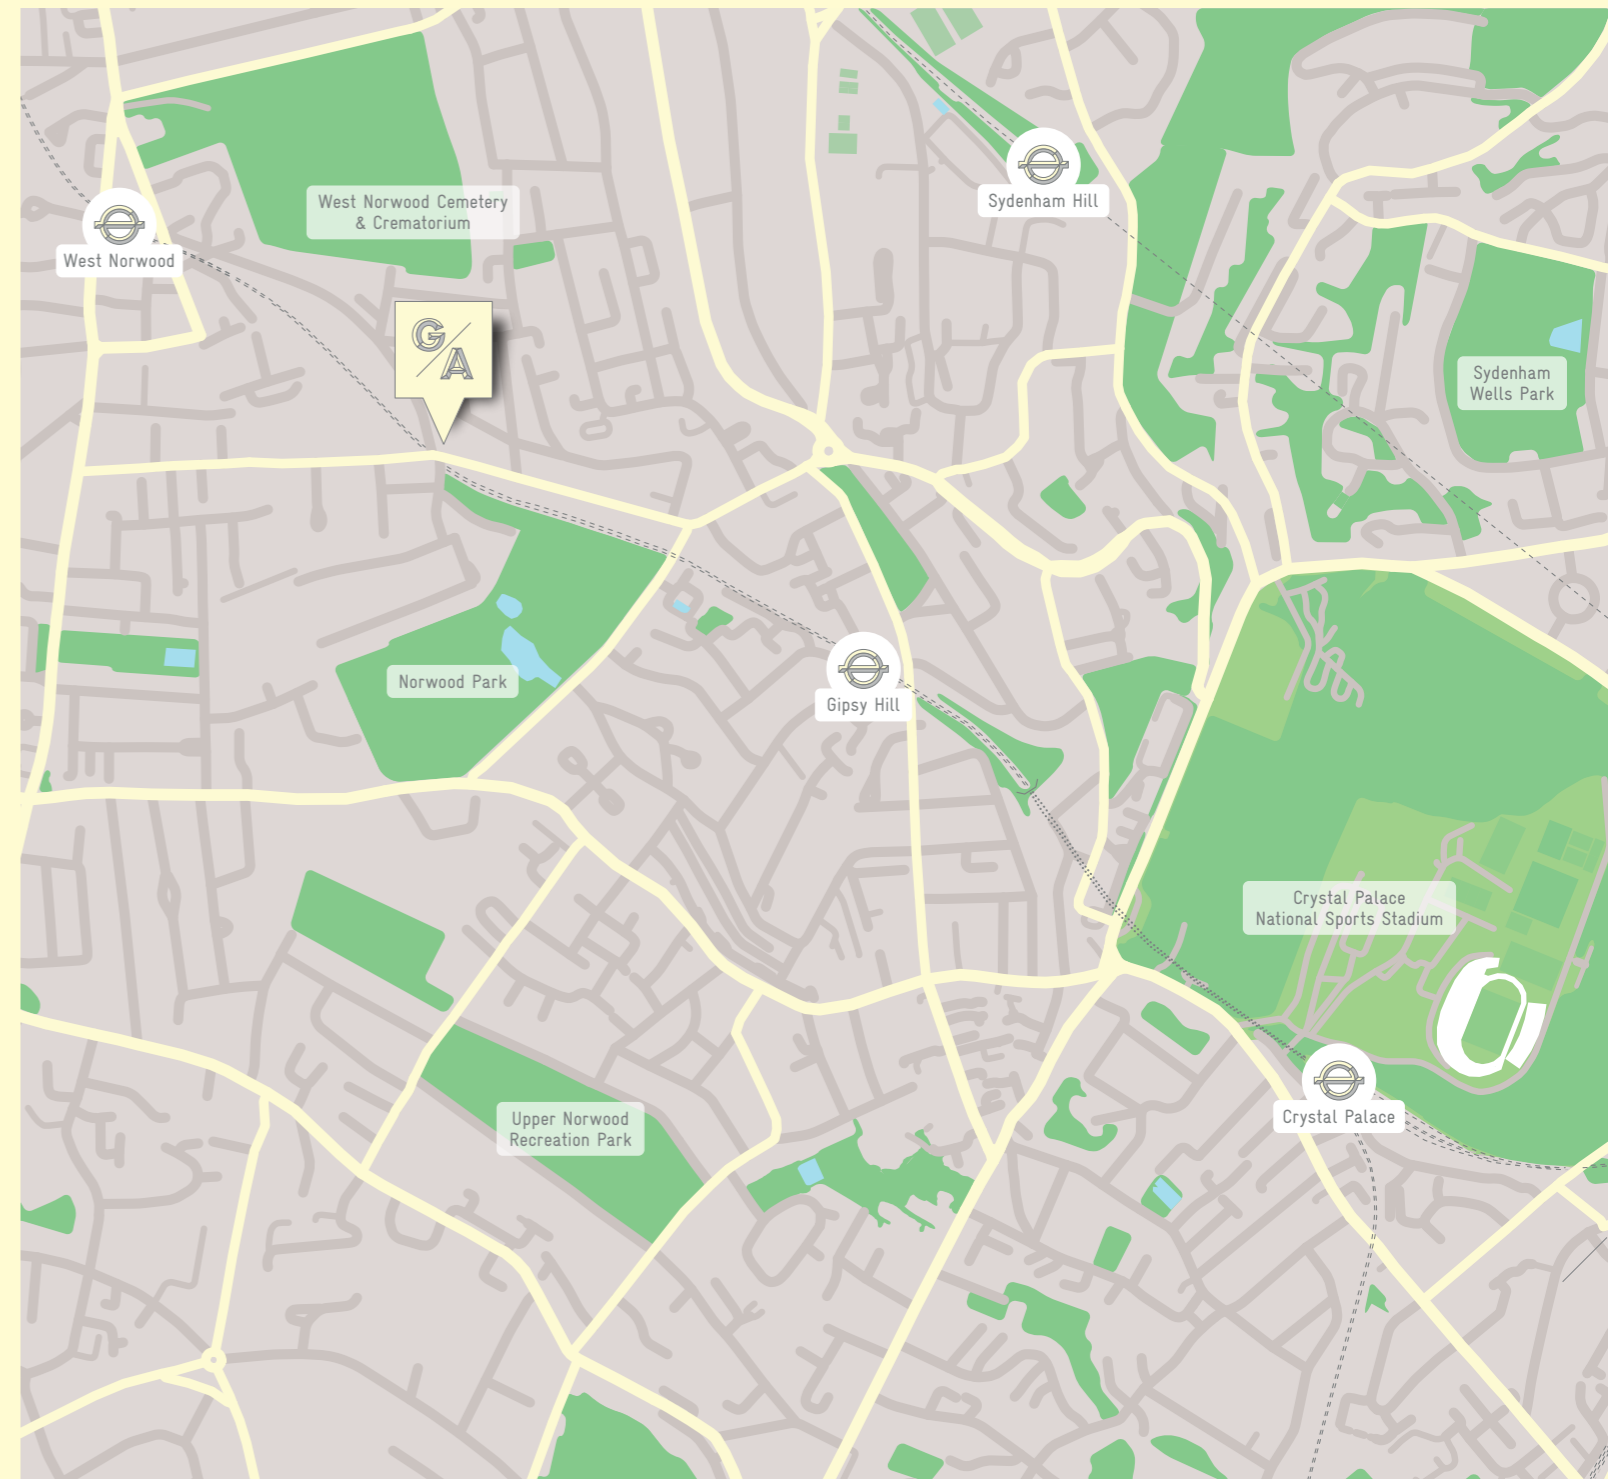 Sydenham Hill
West Norwood Cemetery
& Crematorium
West Norwood
G/A
Sydenham
Wells Park
Norwood Park
Gipsy Hill
Crystal Palace
National Sports Stadium
Upper Norwood
Recreation Park
Crystal Palace